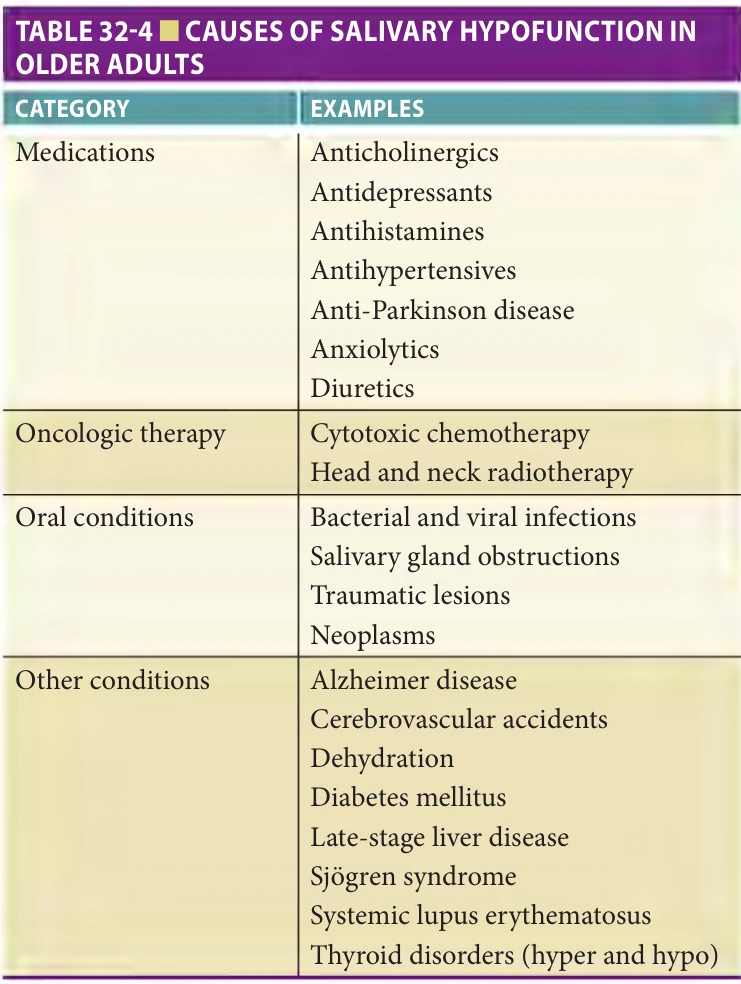 TABLE 32-4 ■ CAUSES OF SALIVARY HYPOFUNCTION IN
OLDER ADULTS
CATEGORY EXAMPLES
Medications Anticholinergics
Antidepressants
Antihistamines
Antihypertensives
Anti-Parkinson disease
Anxiolytics
Diuretics
Oncologic therapy Cytotoxic chemotherapy
Head and neck radiotherapy
Oral conditions Bacterial and viral infections
Salivary gland obstructions
Traumatic lesions
Neoplasms
Other conditions Alzheimer disease
Cerebrovascular accidents
Dehydration
Diabetes mellitus
Late-stage liver disease
Sjögren syndrome
Systemic lupus erythematosus
Thyroid disorders (hyper and hypo)